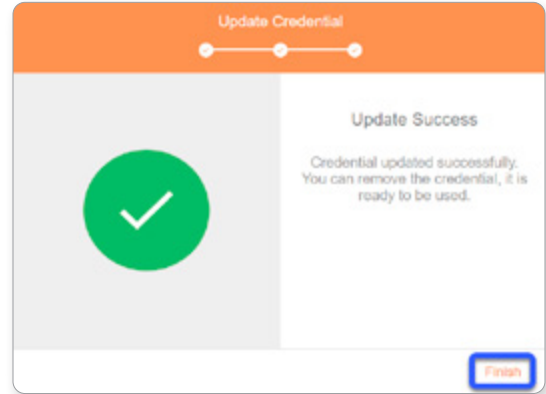 Update Credential
Update Success
Credential updated successfully.
You can remove the credential, it is
ready to be used.
Finish